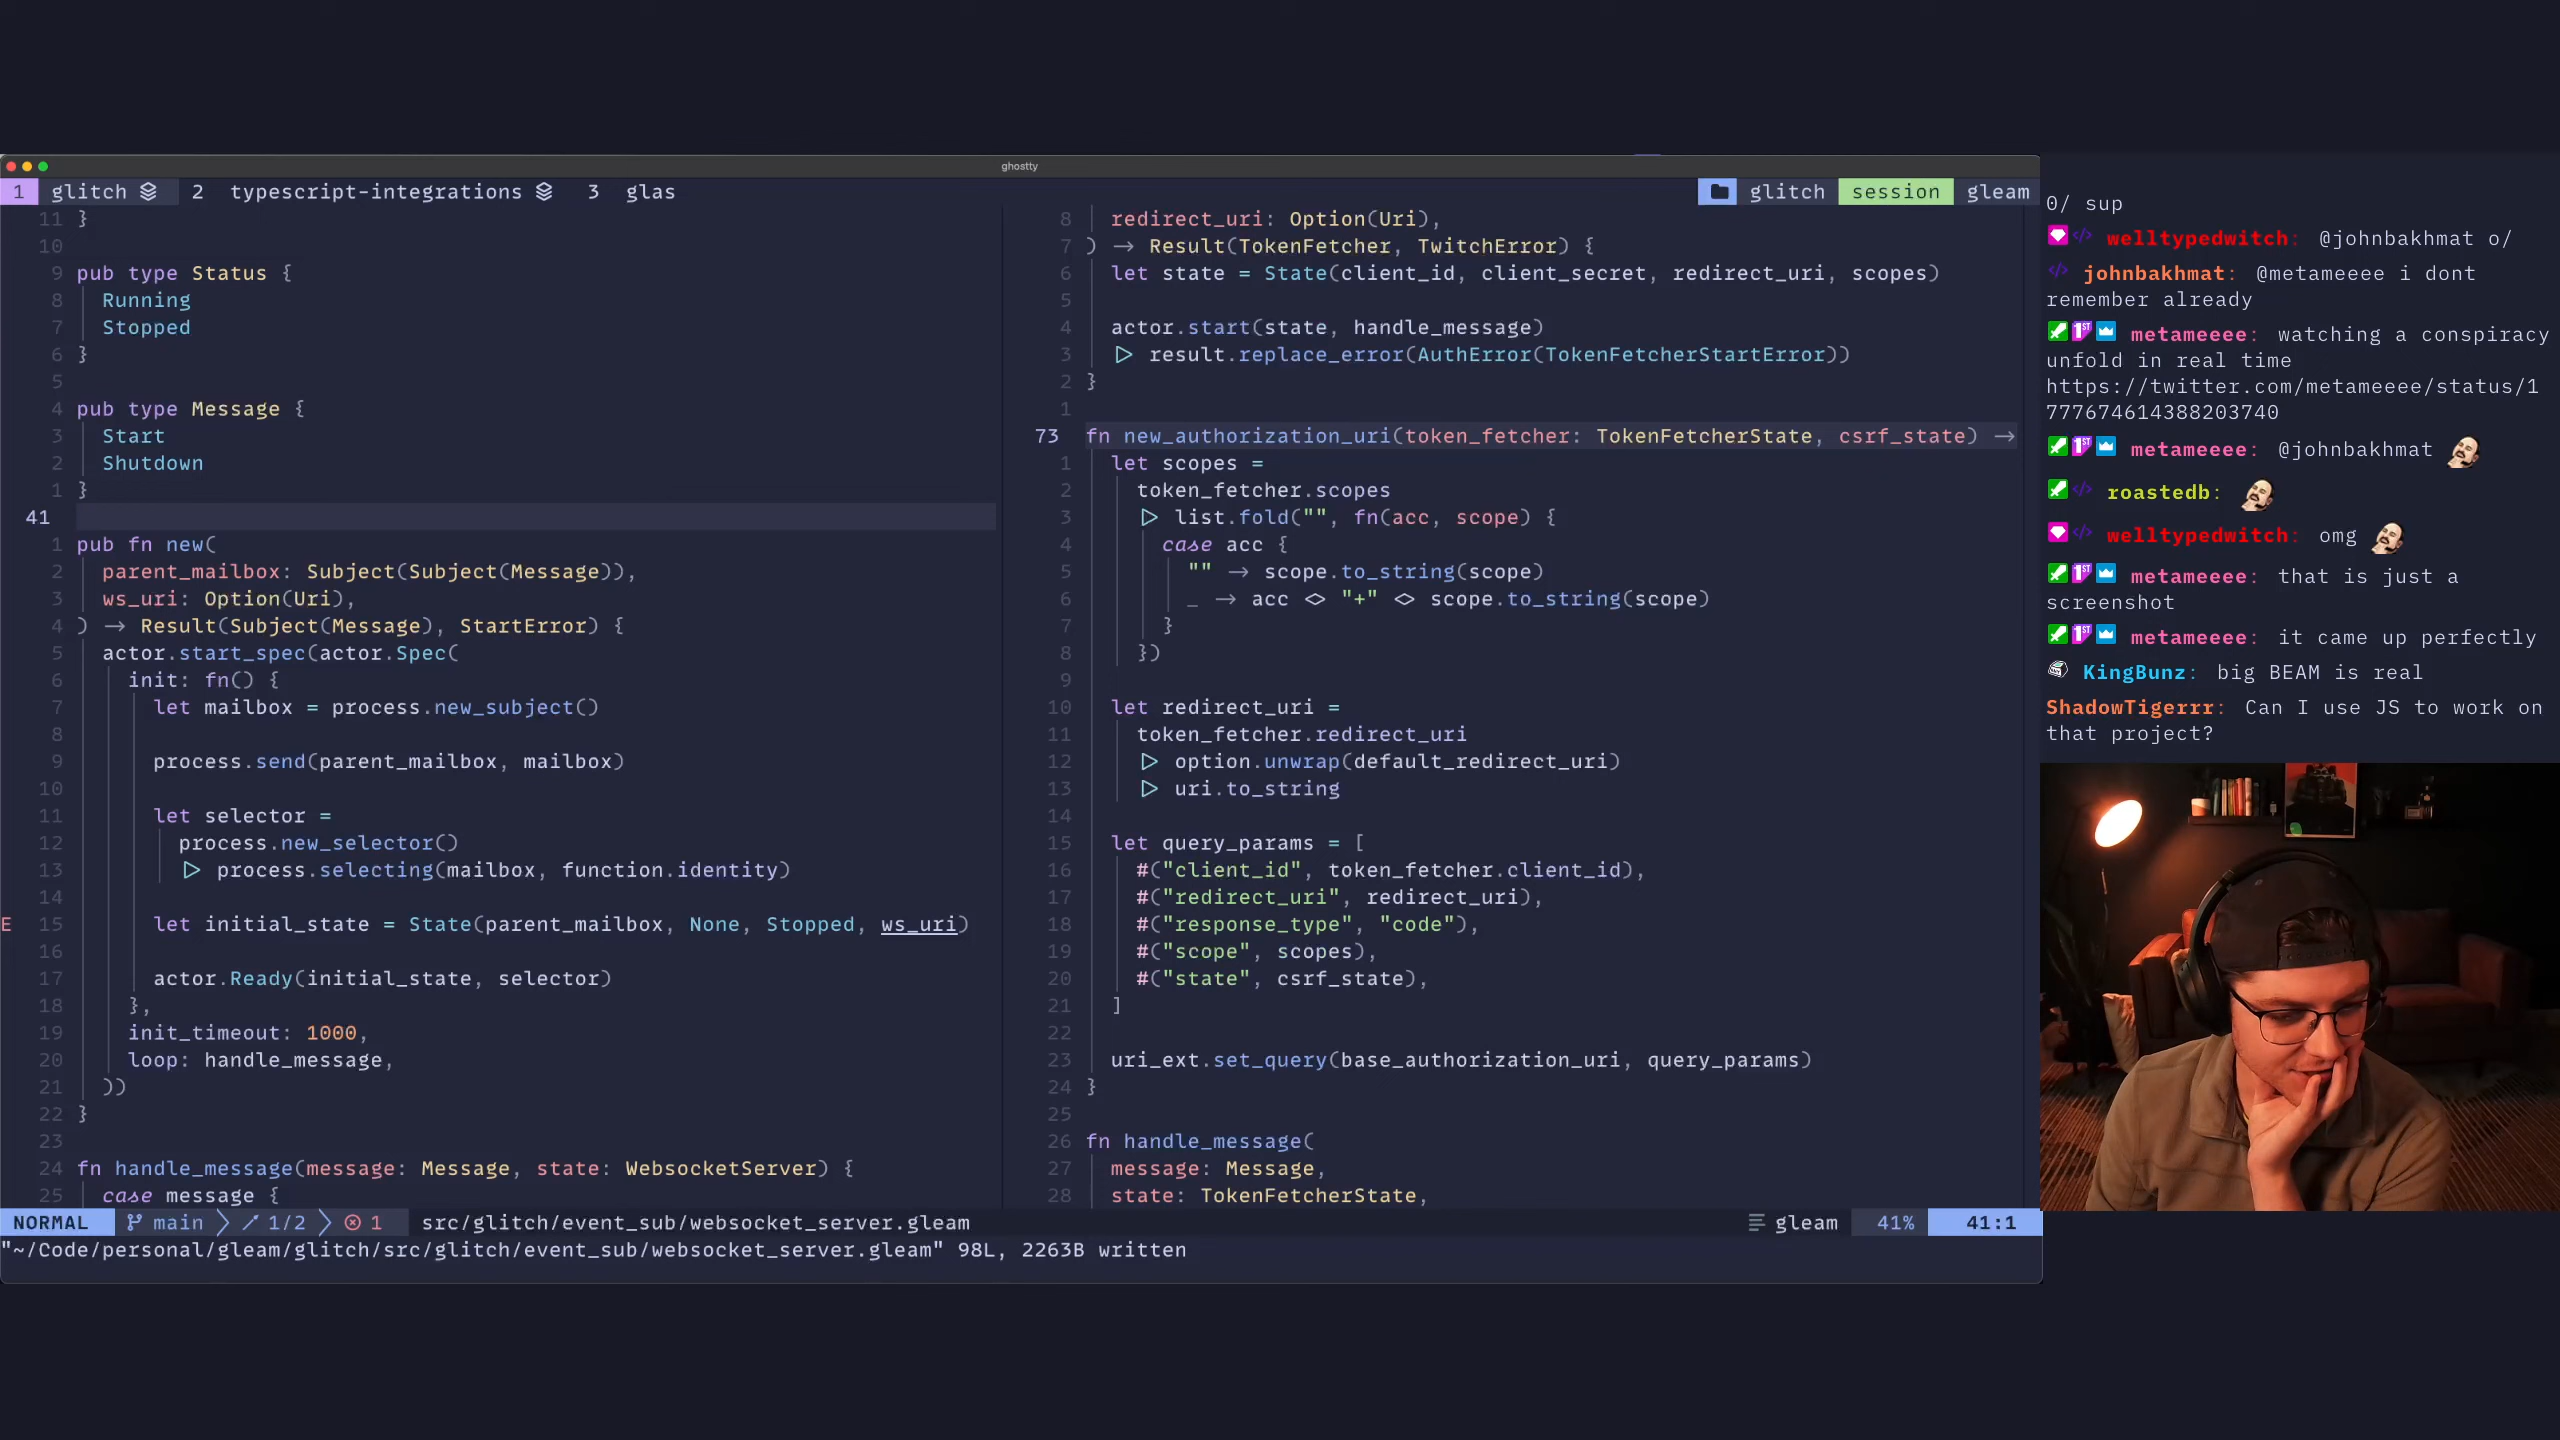 ghostty
1 glitch 2 typescript-integrations 3 glas
glitch session gleam
11 }
10
9 pub type Status {
8 Running
7 Stopped
6 }
5
4 pub type Message {
3 Start
2 Shutdown
1 }
41
1 pub fn new(
2 parent_mailbox: Subject(Subject(Message)),
3 ws_uri: Option(Uri),
4 ) -> Result(Subject(Message), StartError) {
5 actor.start_spec(actor.Spec(
6 init: fn() {
7 let mailbox = process.new_subject()
8
9 process.send(parent_mailbox, mailbox)
10
11 let selector =
12 process.new_selector()
13 |> process.selecting(mailbox, function.identity)
14
E 15 let initial_state = State(parent_mailbox, None, Stopped, ws_uri)
16
17 actor.Ready(initial_state, selector)
18 },
19 init_timeout: 1000,
20 loop: handle_message,
21 ))
22 }
23
24 fn handle_message(message: Message, state: WebsocketServer) {
25 case message {
8 redirect_uri: Option(Uri),
7 ) -> Result(TokenFetcher, TwitchError) {
6 let state = State(client_id, client_secret, redirect_uri, scopes)
5
4 actor.start(state, handle_message)
3 |> result.replace_error(AuthError(TokenFetcherStartError))
2 }
1
73 fn new_authorization_uri(token_fetcher: TokenFetcherState, csrf_state) ->
1 let scopes =
2 token_fetcher.scopes
3 |> list.fold("", fn(acc, scope) {
4 case acc {
5 "" -> scope.to_string(scope)
6 _ -> acc <> "+" <> scope.to_string(scope)
7 }
8 })
9
10 let redirect_uri =
11 token_fetcher.redirect_uri
12 |> option.unwrap(default_redirect_uri)
13 |> uri.to_string
14
15 let query_params = [
16 #("client_id", token_fetcher.client_id),
17 #("redirect_uri", redirect_uri),
18 #("response_type", "code"),
19 #("scope", scopes),
20 #("state", csrf_state),
21 ]
22
23 uri_ext.set_query(base_authorization_uri, query_params)
24 }
25
26 fn handle_message(
27 message: Message,
28 state: TokenFetcherState,
NORMAL main 1/2 1 src/glitch/event_sub/websocket_server.gleam gleam 41% 41:1
"~/Code/personal/gleam/glitch/src/glitch/event_sub/websocket_server.gleam" 98L, 2263B written
0/ sup
welltypedwitch: @johnbakhmat o/
johnbakhmat: @metameeee i dont
remember already
metameeee: watching a conspiracy
unfold in real time
https://twitter.com/metameeee/status/1
777674614388203740
metameeee: @johnbakhmat
roastedb:
welltypedwitch: omg
metameeee: that is just a
screenshot
metameeee: it came up perfectly
KingBunz: big BEAM is real
ShadowTigerrr: Can I use JS to work on
that project?